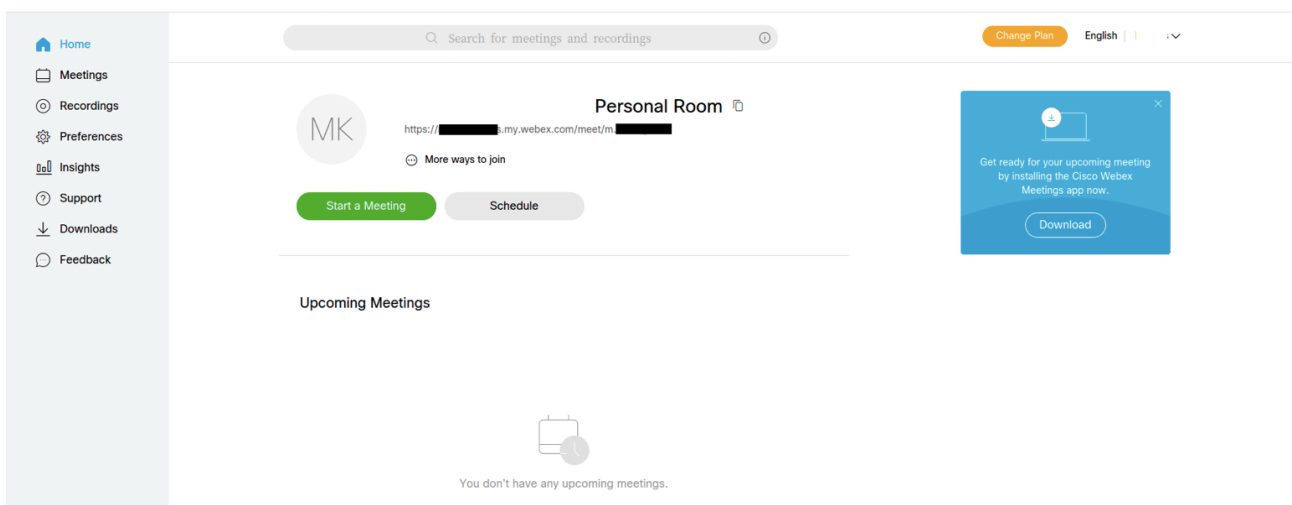 Home
Meetings
Recordings
Preferences
Insights
Support
Downloads
Feedback
Search for meetings and recordings
Change Plan
English
MK
Personal Room
https:// s.my.webex.com/meet/m.
More ways to join
Start a Meeting
Schedule
Get ready for your upcoming meeting
by installing the Cisco Webex
Meetings app now.
Download
Upcoming Meetings
You don't have any upcoming meetings.